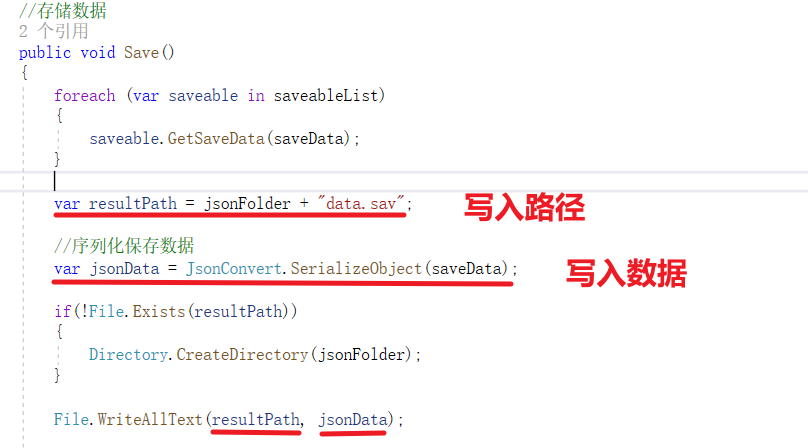 //存储数据
2 个引用
public void Save()
{
foreach (var saveable in saveableList)
{
saveable.GetSaveData(saveData);
}
var resultPath = jsonFolder + "data.sav"; 写入路径
//序列化保存数据
var jsonData = JsonConvert.SerializeObject(saveData); 写入数据
if(!File.Exists(resultPath))
{
Directory.CreateDirectory(jsonFolder);
}
File.WriteAllText(resultPath, jsonData);